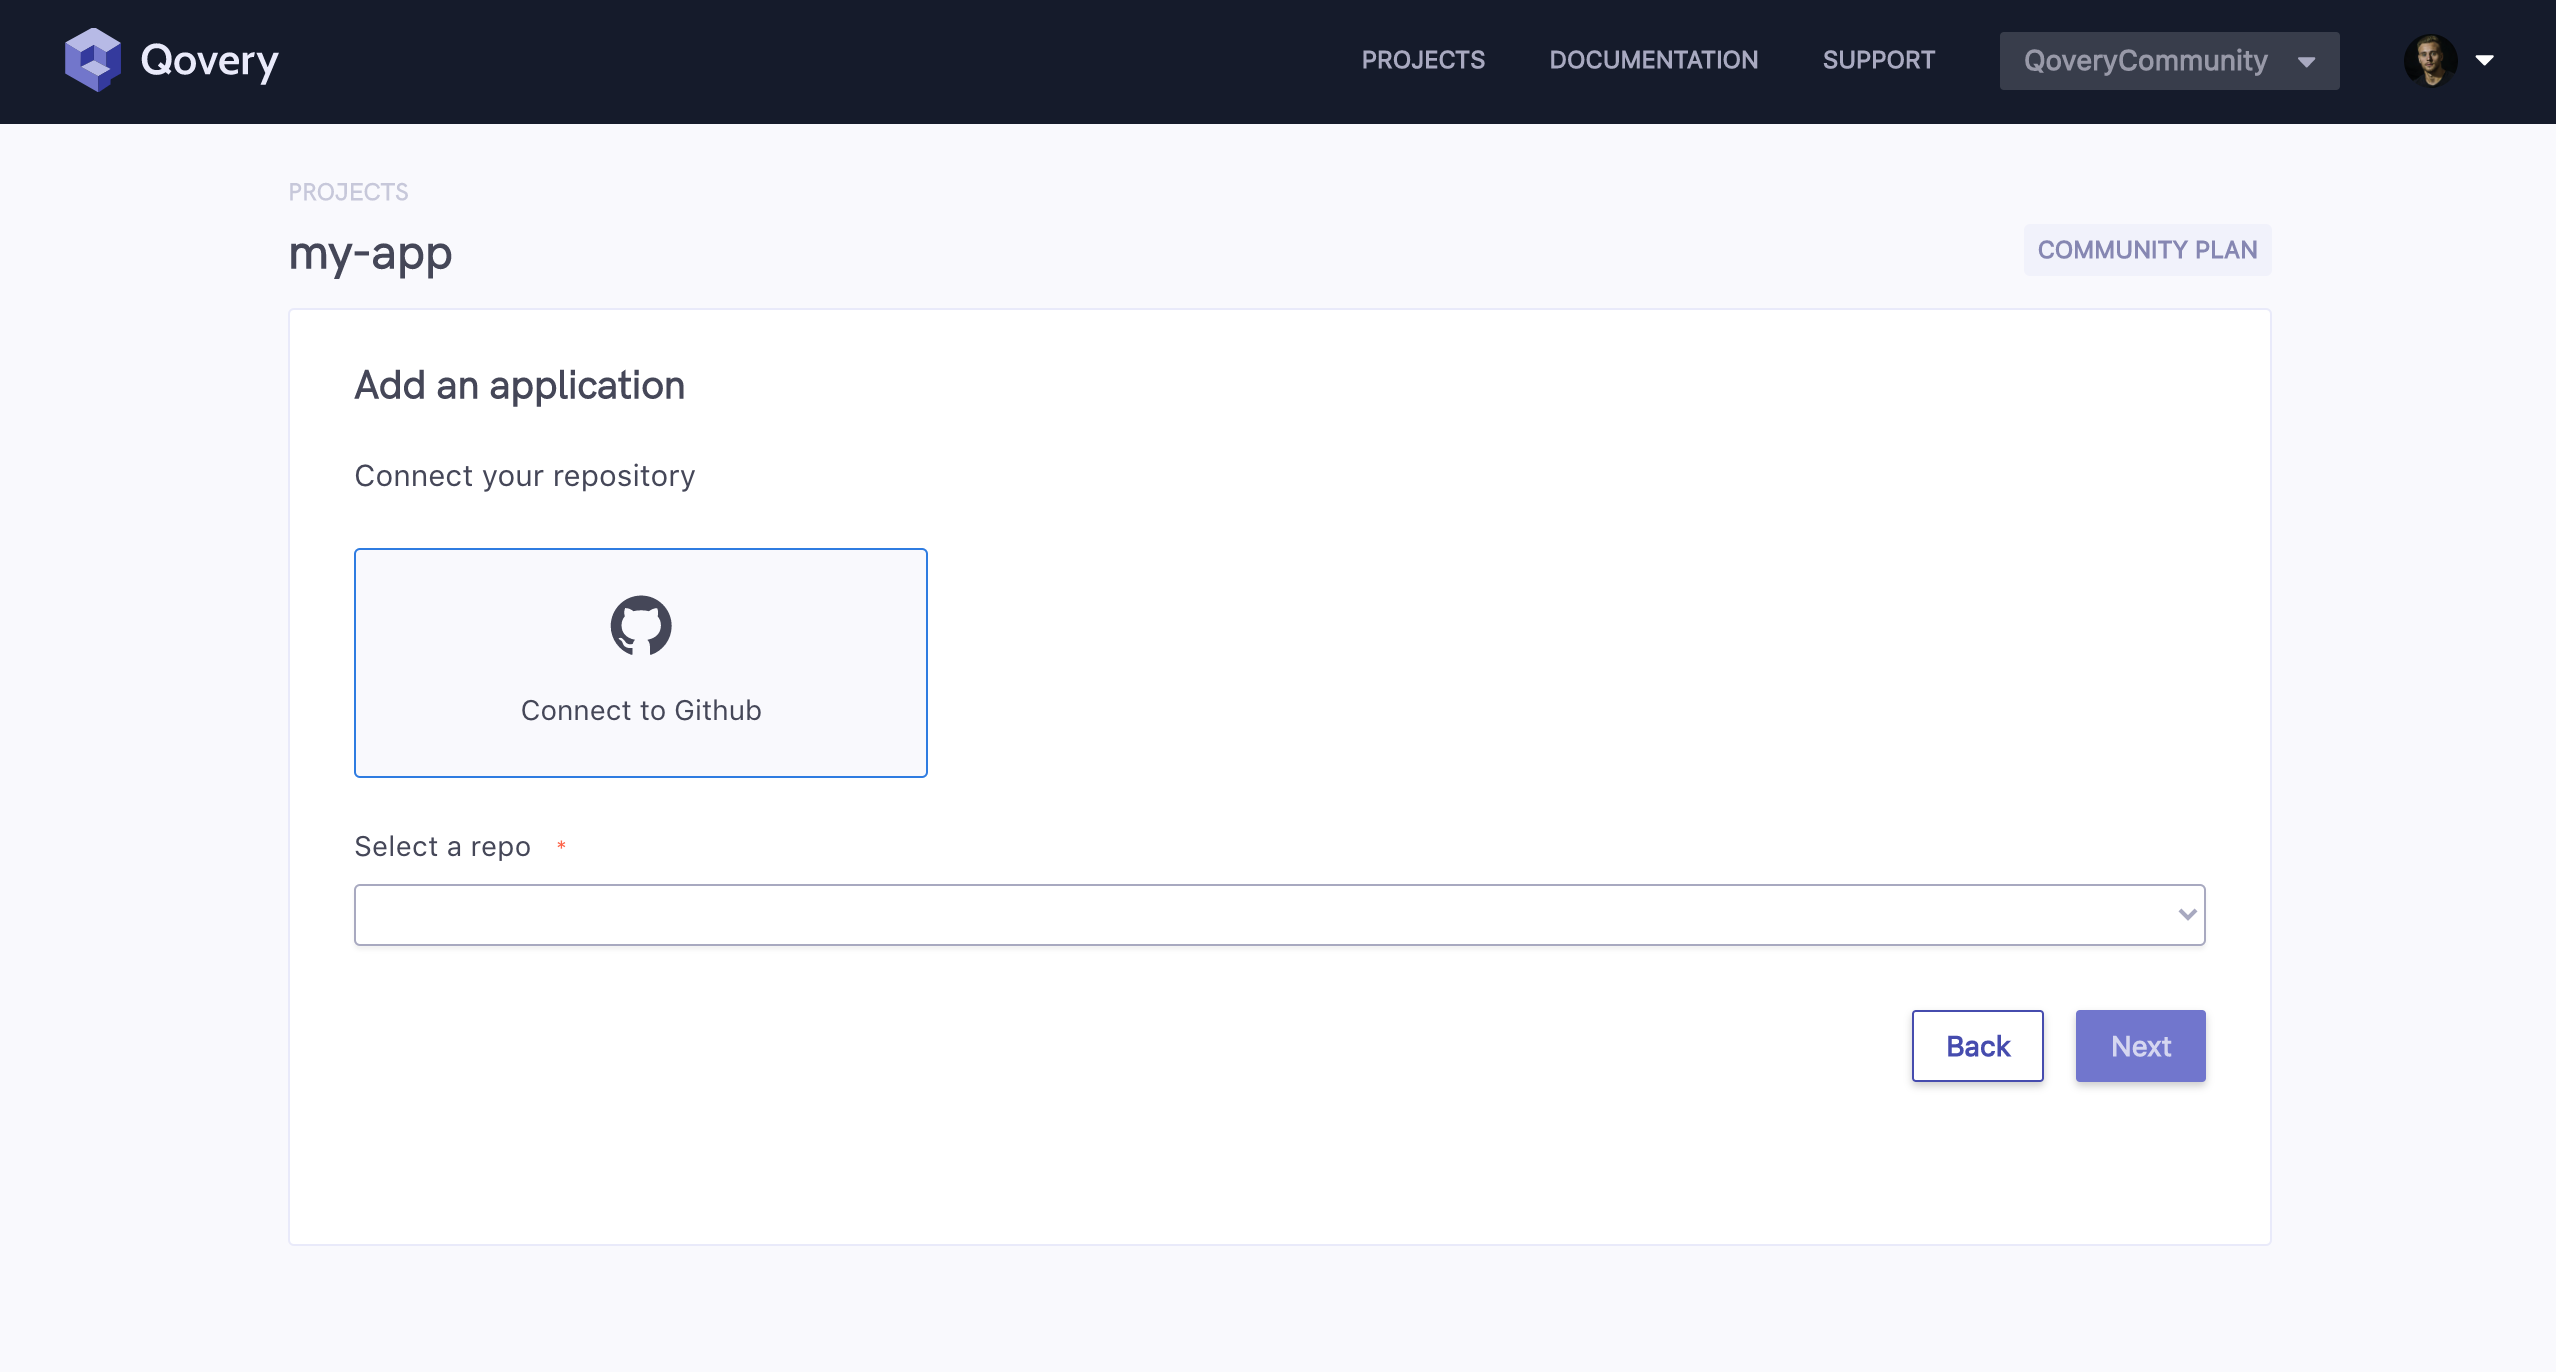 Qovery
PROJECTS
DOCUMENTATION
SUPPORT
QoveryCommunity
PROJECTS
my-app
COMMUNITY PLAN
Add an application
Connect your repository
Connect to Github
Select a repo *
Back
Next